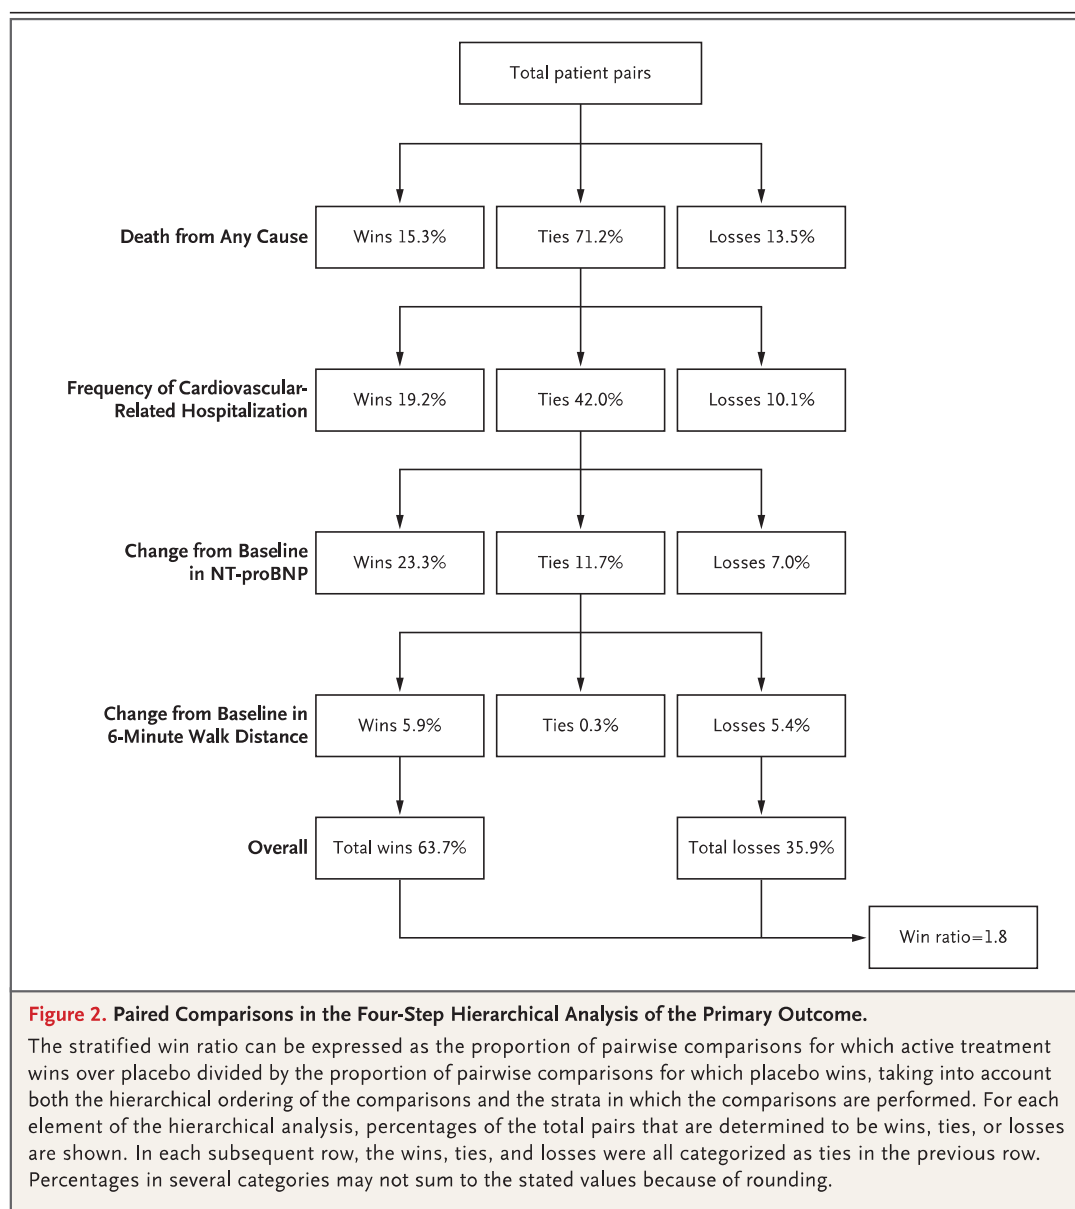 Total patient pairs
Death from Any Cause
Wins 15.3%
Ties 71.2%
Losses 13.5%
Frequency of Cardiovascular-
Related Hospitalization
Wins 19.2%
Ties 42.0%
Losses 10.1%
Change from Baseline
in NT-proBNP
Wins 23.3%
Ties 11.7%
Losses 7.0%
Change from Baseline in
6-Minute Walk Distance
Wins 5.9%
Ties 0.3%
Losses 5.4%
Overall
Total wins 63.7%
Total losses 35.9%
Win ratio=1.8
Figure 2. Paired Comparisons in the Four-Step Hierarchical Analysis of the Primary Outcome.
The stratified win ratio can be expressed as the proportion of pairwise comparisons for which active treatment
wins over placebo divided by the proportion of pairwise comparisons for which placebo wins, taking into account
both the hierarchical ordering of the comparisons and the strata in which the comparisons are performed. For each
element of the hierarchical analysis, percentages of the total pairs that are determined to be wins, ties, or losses
are shown. In each subsequent row, the wins, ties, and losses were all categorized as ties in the previous row.
Percentages in several categories may not sum to the stated values because of rounding.